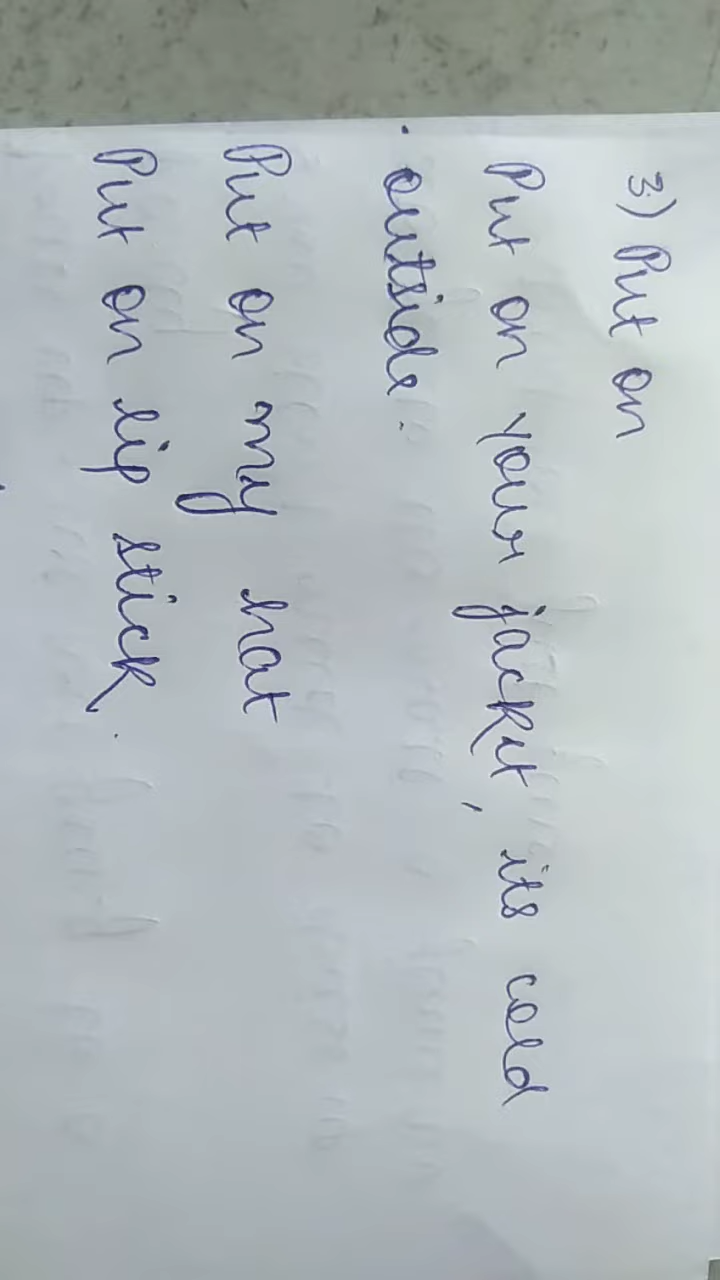 3) Put on
Put on your jacket, its cold
outside.
Put on my hat
Put on lip stick.